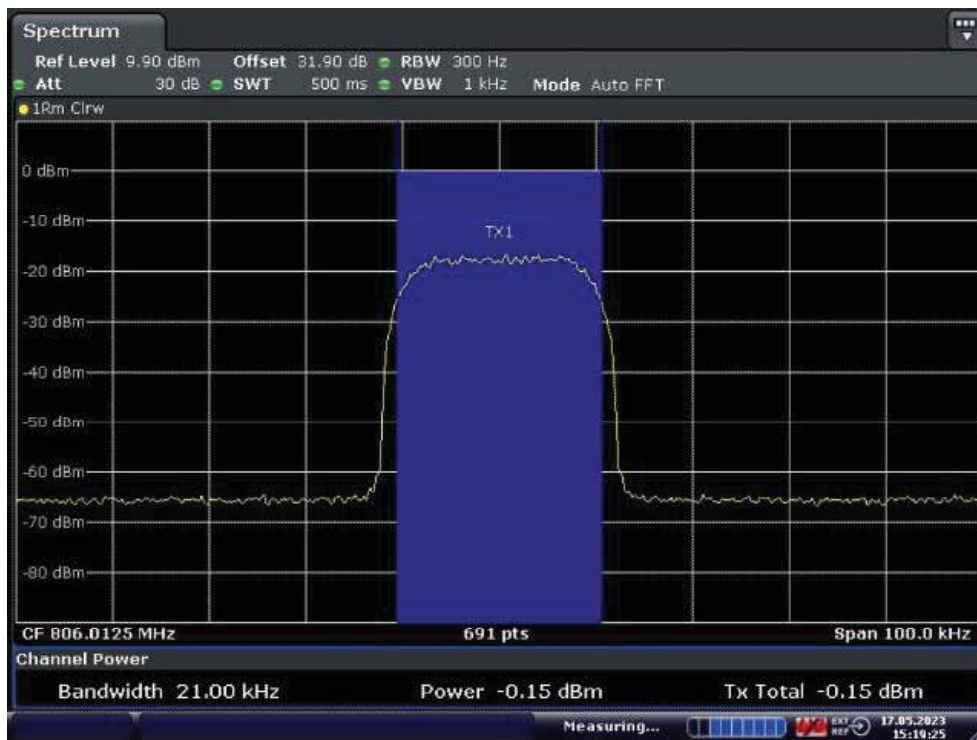 Spectrum
Ref Level 9.90 dBm Offset 31.90 dB RBW 300 Hz
Att 30 dB SWT 500 ms VBW 1 kHz Mode Auto FFT
1Rm Clrw
0 dBm
-10 dBm
TX1
-20 dBm
-30 dBm
-40 dBm
-50 dBm
-60 dBm
-70 dBm
-80 dBm
CF 806.0125 MHz 691 pts Span 100.0 kHz
Channel Power
Bandwidth 21.00 kHz Power -0.15 dBm Tx Total -0.15 dBm
Measuring... EXT REF 17.05.2023
15:19:25